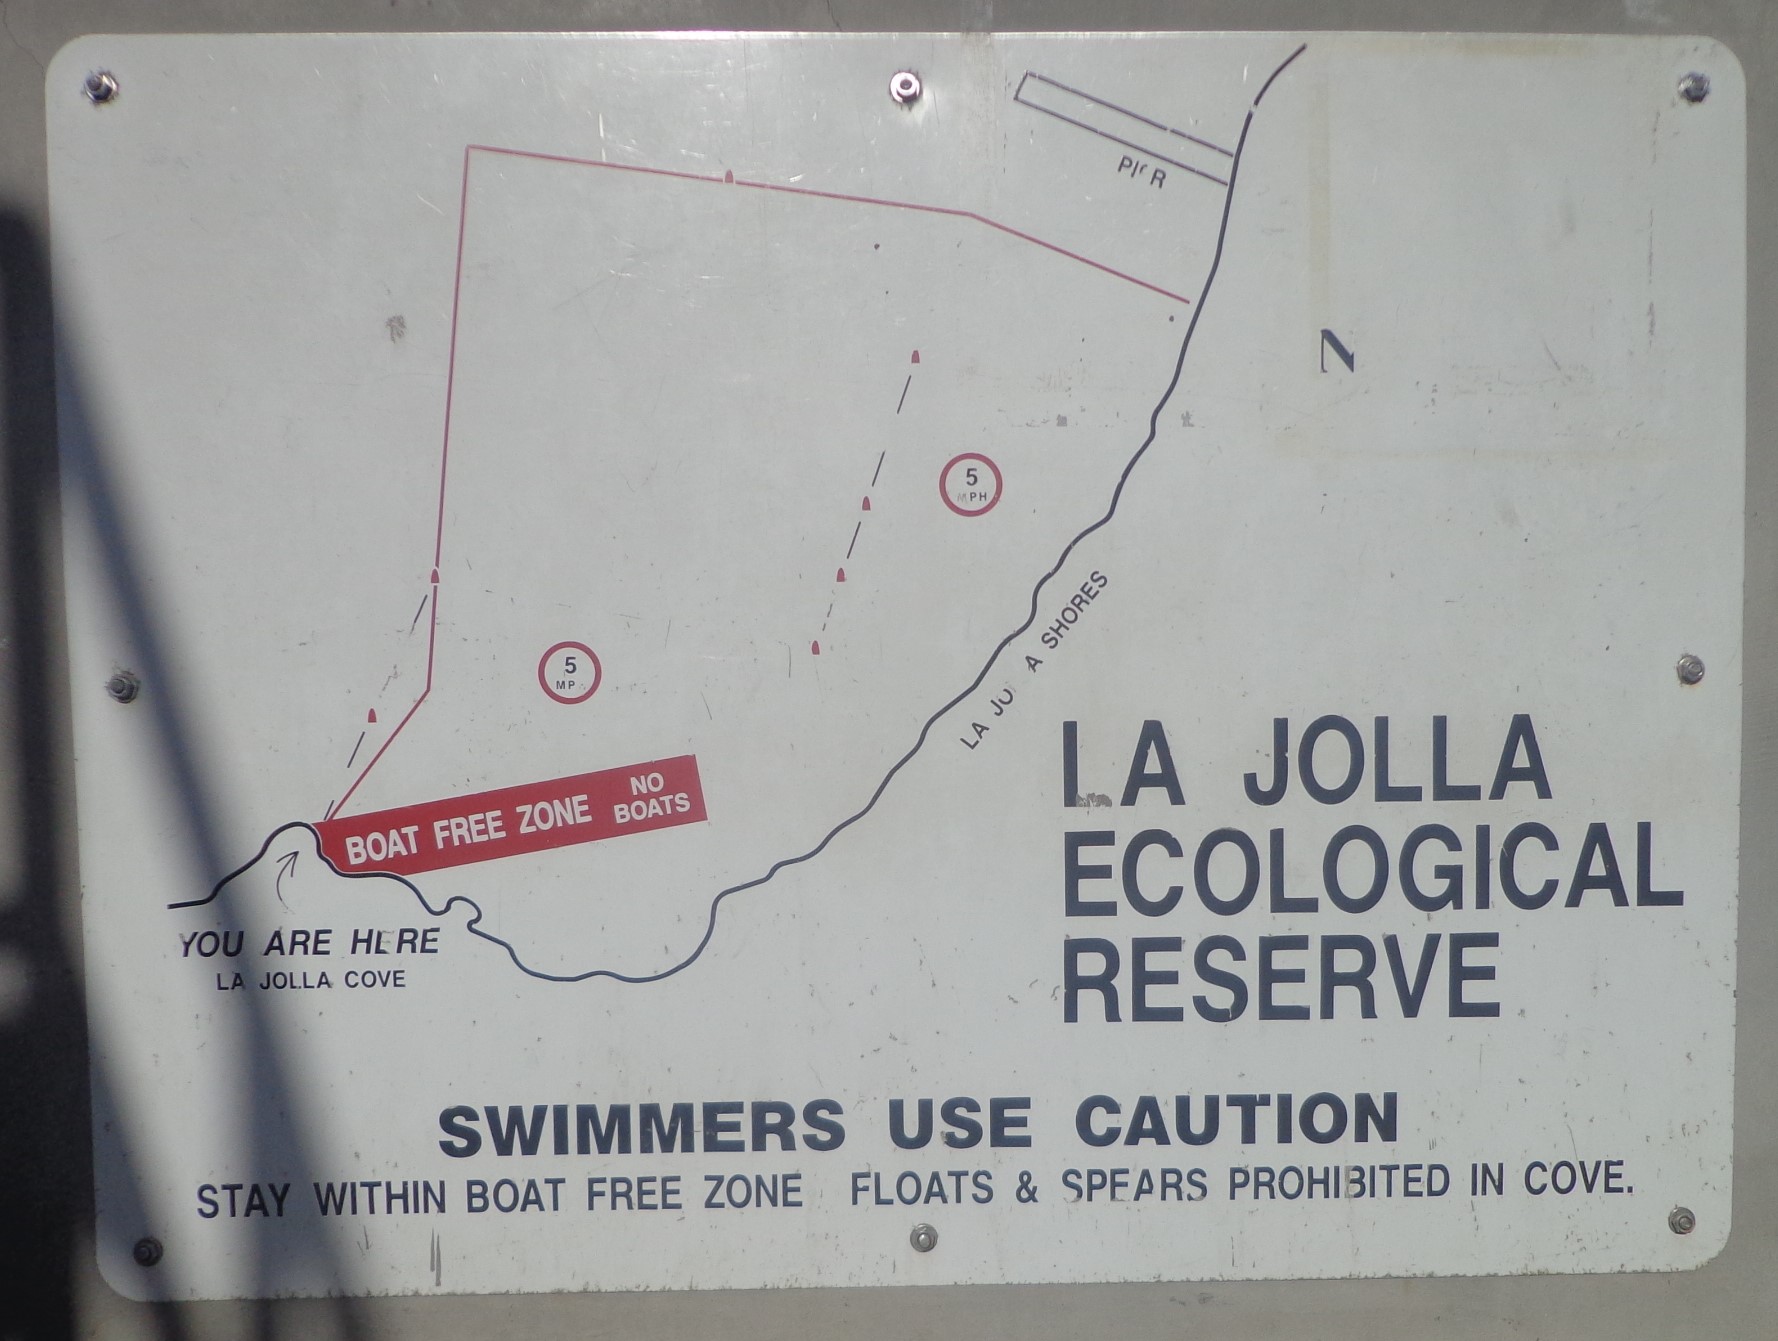 PIER
N
5
MPH
5
MP
LA JO A SHORES
BOAT FREE ZONE
NO
BOATS
YOU ARE HERE
LA JOLLA COVE
LA JOLLA
ECOLOGICAL
RESERVE
SWIMMERS USE CAUTION
STAY WITHIN BOAT FREE ZONE FLOATS & SPEARS PROHIBITED IN COVE.